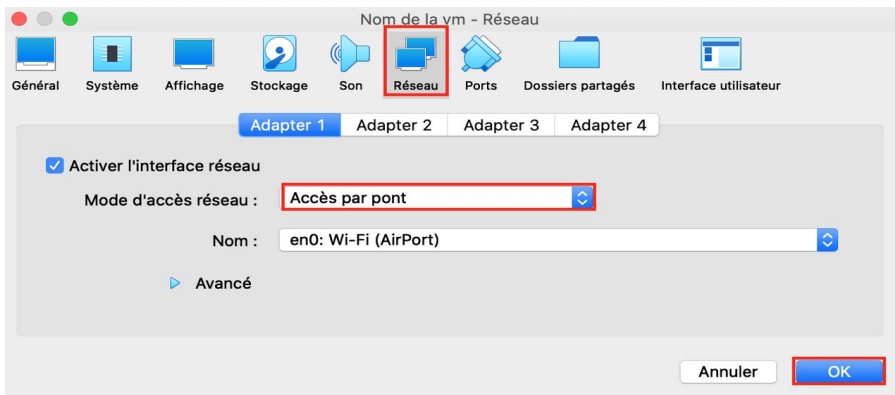 Nom de la vm - Réseau
Général Système Affichage Stockage Son Réseau Ports Dossiers partagés Interface utilisateur
Adapter 1 Adapter 2 Adapter 3 Adapter 4
Activer l'interface réseau
Mode d'accès réseau : Accès par pont
Nom : en0: Wi-Fi (AirPort)
Avancé
Annuler OK